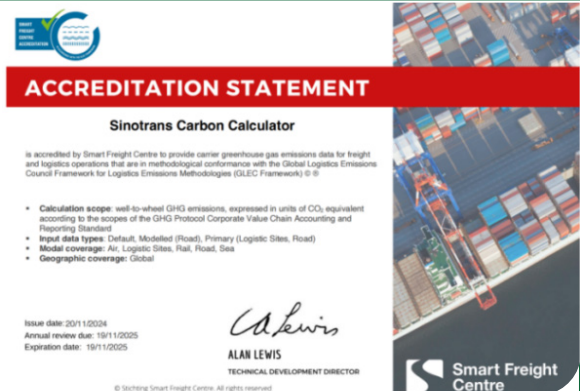 SMART
FREIGHT
CENTRE
ACCREDITATION
ACCREDITATION STATEMENT
Sinotrans Carbon Calculator
is accredited by Smart Freight Centre to provide carrier greenhouse gas emissions data for freight
and logistics operations that are in methodological conformance with the Global Logistics Emissions
Council Framework for Logistics Emissions Methodologies (GLEC Framework) © ®
• Calculation scope: well-to-wheel GHG emissions, expressed in units of CO₂ equivalent
according to the scopes of the GHG Protocol Corporate Value Chain Accounting and
Reporting Standard
• Input data types: Default, Modelled (Road), Primary (Logistic Sites, Road)
• Modal coverage: Air, Logistic Sites, Rail, Road, Sea
• Geographic coverage: Global
Issue date: 20/11/2024
Annual review due: 19/11/2025
Expiration date: 19/11/2025
CA Lewis
ALAN LEWIS
TECHNICAL DEVELOPMENT DIRECTOR
© Stichting Smart Freight Centre. All rights reserved
Smart Freight
Centre